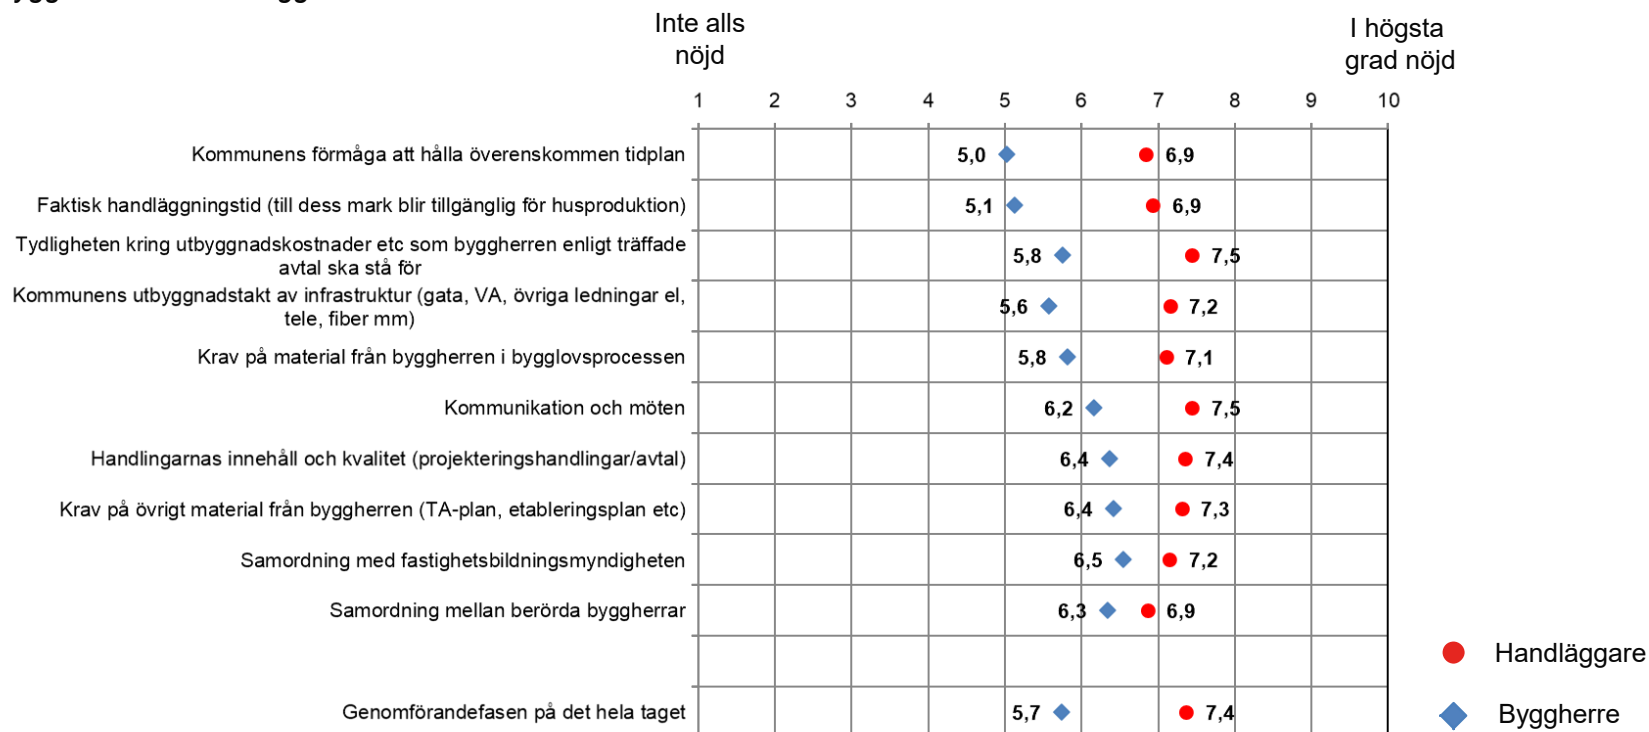 Inte alls
nöjd
I högsta
grad nöjd
1 2 3 4 5 6 7 8 9 10
Kommunens förmåga att hålla överenskommen tidplan 5,0 6,9
Faktisk handläggningstid (till dess mark blir tillgänglig för husproduktion) 5,1 6,9
Tydligheten kring utbyggnadskostnader etc som byggherren enligt träffade
avtal ska stå för 5,8 7,5
Kommunens utbyggnadstakt av infrastruktur (gata, VA, övriga ledningar el,
tele, fiber mm) 5,6 7,2
Krav på material från byggherren i bygglovsprocessen 5,8 7,1
Kommunikation och möten 6,2 7,5
Handlingarnas innehåll och kvalitet (projekteringshandlingar/avtal) 6,4 7,4
Krav på övrigt material från byggherren (TA-plan, etableringsplan etc) 6,4 7,3
Samordning med fastighetsbildningsmyndigheten 6,5 7,2
Samordning mellan berörda byggherrar 6,3 6,9
Handläggare
Genomförandefasen på det hela taget 5,7 7,4
Byggherre